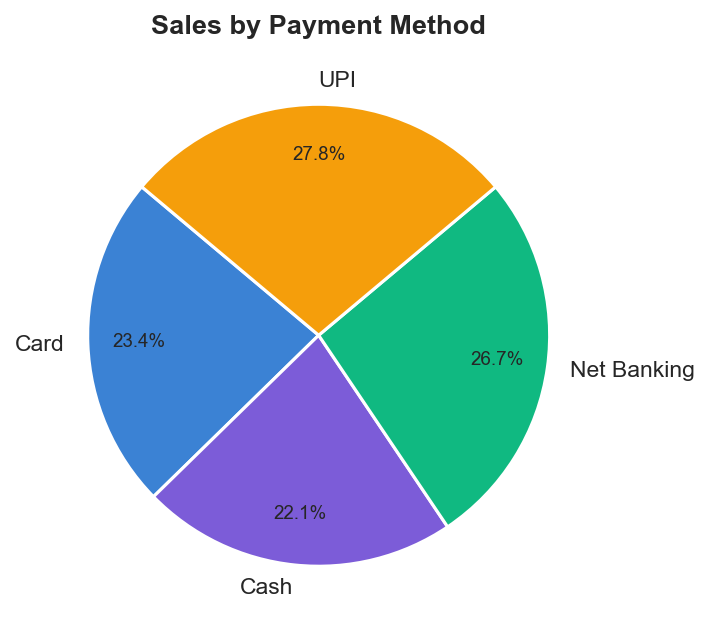 Sales by Payment Method
UPI
27.8%
Card
23.4%
26.7%
Net Banking
22.1%
Cash